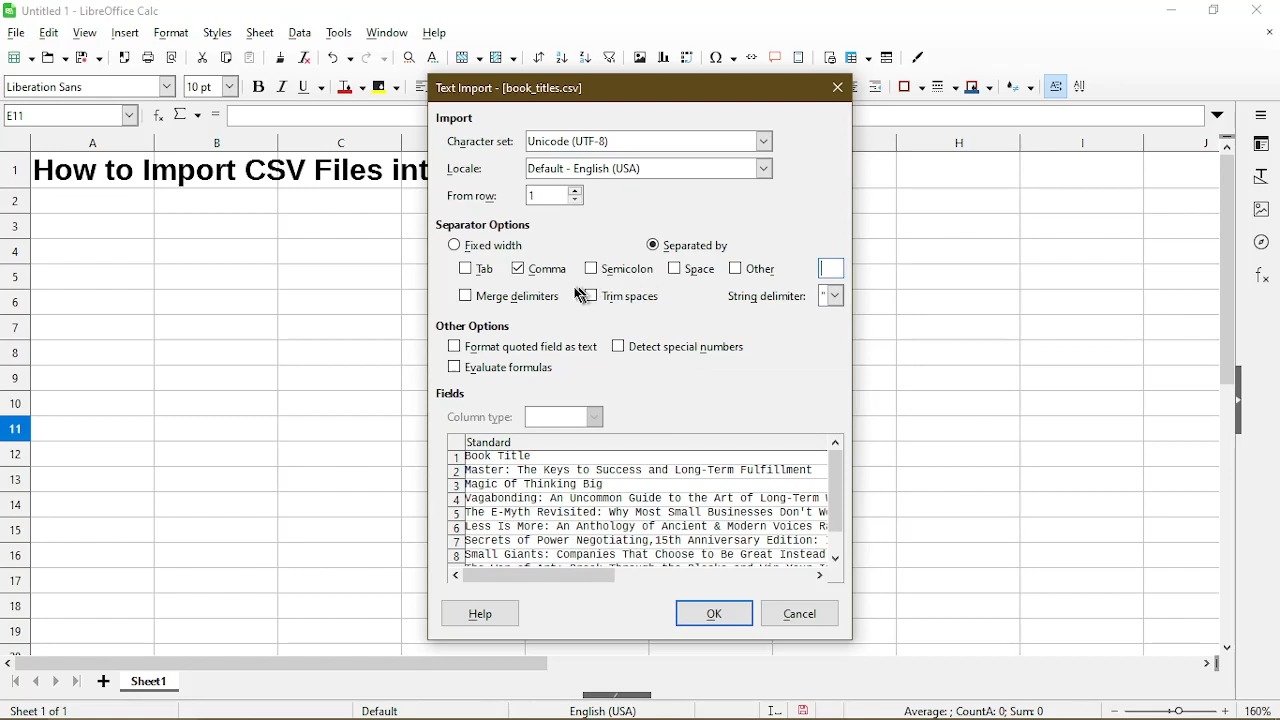 Untitled 1 - LibreOffice Calc
File Edit View Insert Format Styles Sheet Data Tools Window Help
Liberation Sans 10 pt
E11
A B C H I J
How to Import CSV Files int
1
2
3
4
5
6
7
8
9
10
11
12
13
14
15
16
17
18
19
Text Import - [book_titles.csv]
Import
Character set: Unicode (UTF-8)
Locale: Default - English (USA)
From row: 1
Separator Options
Fixed width Separated by
Tab Comma Semicolon Space Other
Merge delimiters Trim spaces String delimiter: "
Other Options
Format quoted field as text Detect special numbers
Evaluate formulas
Fields
Column type:
Standard
1 Book Title
2 Master: The Keys to Success and Long-Term Fulfillment
3 Magic Of Thinking Big
4 Vagabonding: An Uncommon Guide to the Art of Long-Term
5 The E-Myth Revisited: Why Most Small Businesses Don't W
6 Less Is More: An Anthology of Ancient & Modern Voices R
7 Secrets of Power Negotiating,15th Anniversary Edition:
8 Small Giants: Companies That Choose to Be Great Instead
Help OK Cancel
Sheet1
Sheet 1 of 1 Default English (USA) Average: ; CountA: 0; Sum: 0 160%